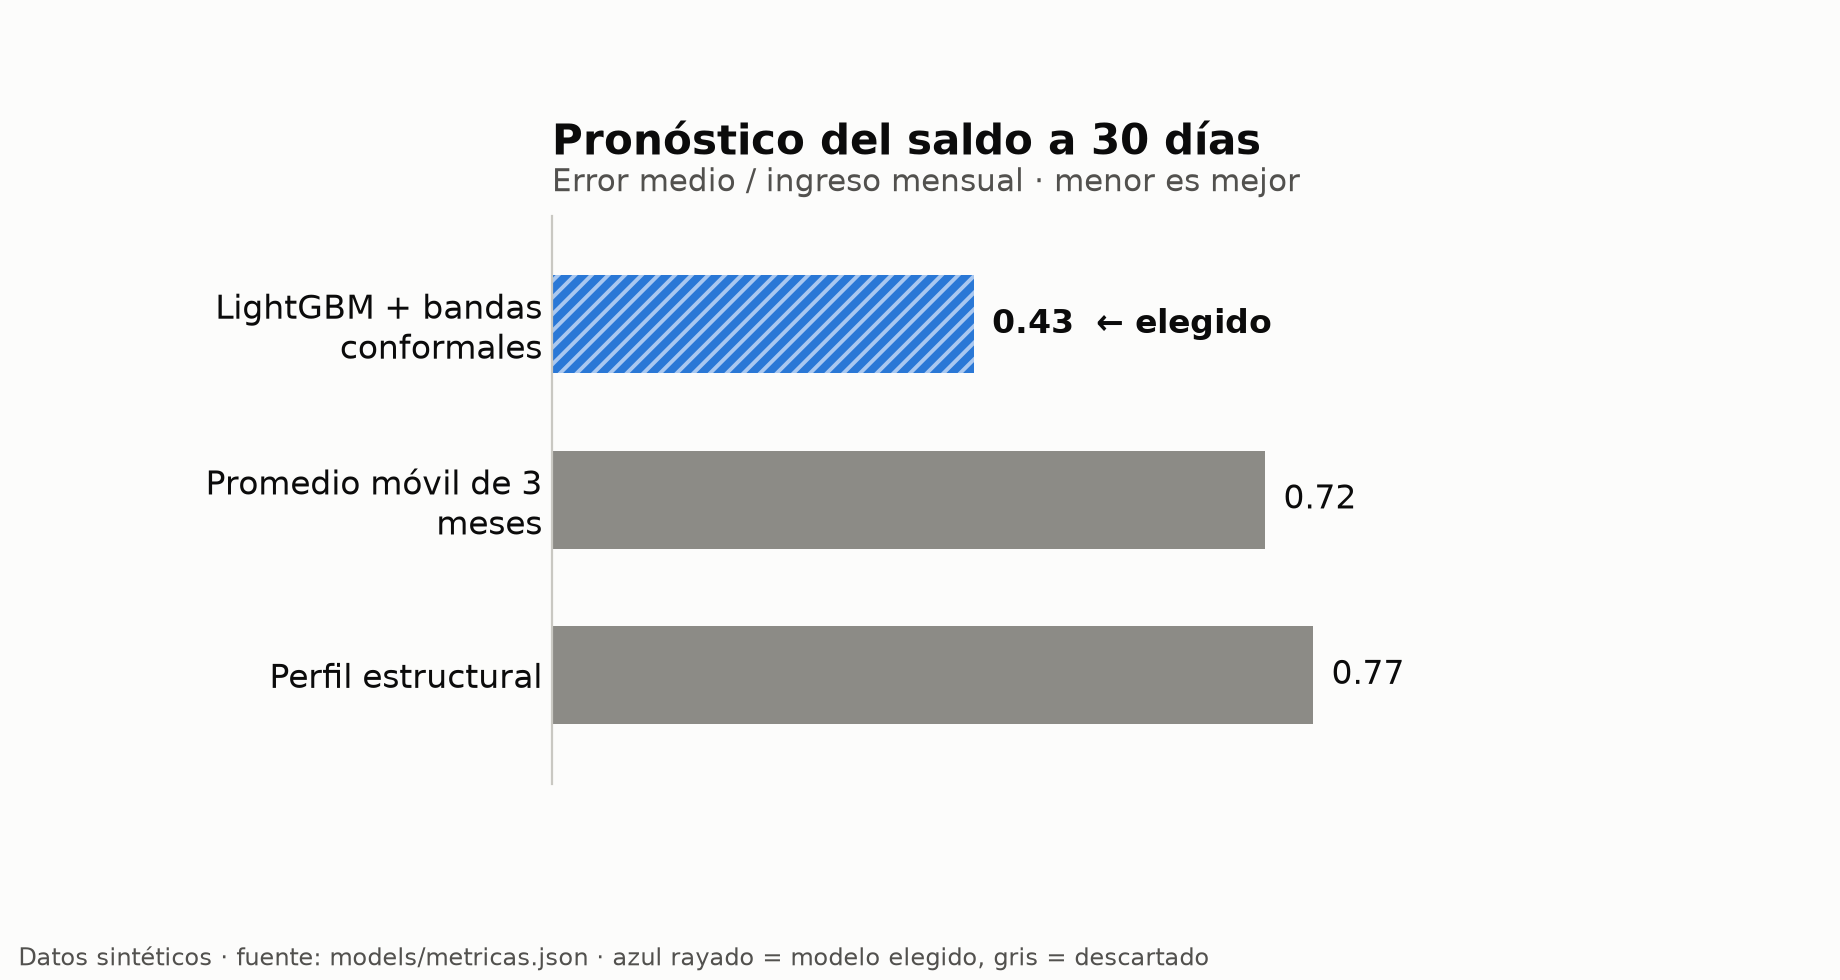 Pronóstico del saldo a 30 días
Error medio / ingreso mensual · menor es mejor
LightGBM + bandas
conformales
0.43 ← elegido
Promedio móvil de 3
meses
0.72
Perfil estructural
0.77
Datos sintéticos · fuente: models/metricas.json · azul rayado = modelo elegido, gris = descartado